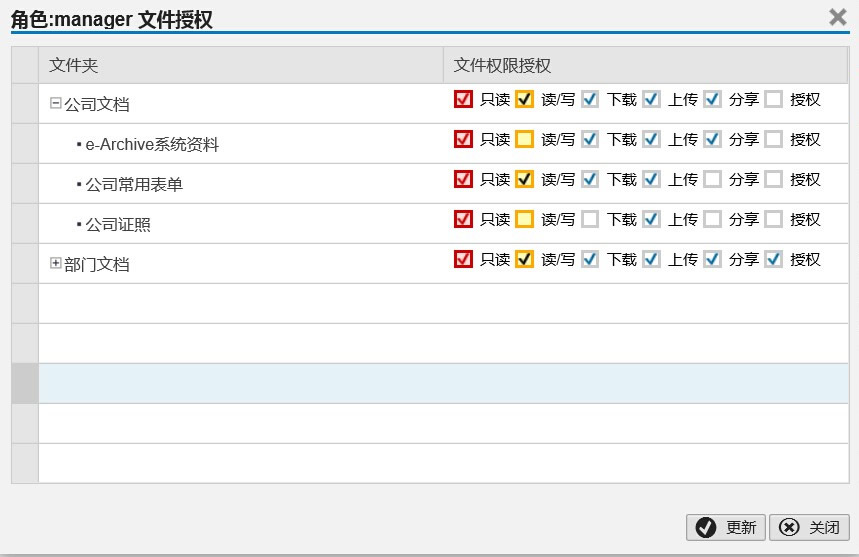 角色:manager 文件授权
文件夹 文件权限授权
公司文档 只读 读/写 下载 上传 分享 授权
e-Archive系统资料 只读 读/写 下载 上传 分享 授权
公司常用表单 只读 读/写 下载 上传 分享 授权
公司证照 只读 读/写 下载 上传 分享 授权
部门文档 只读 读/写 下载 上传 分享 授权
更新 关闭